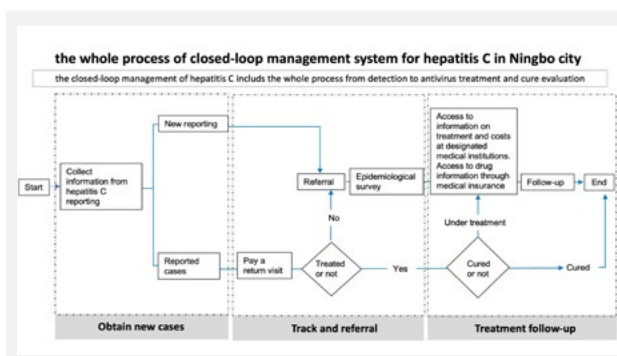 the whole process of closed-loop management system for hepatitis C in Ningbo city
the closed-loop management of hepatitis C includs the whole process from detection to antivirus treatment and cure evaluation
Start
Collect
information from
hepatitis C
reporting
New reporting
Reported
cases
Pay a
return visit
Referral
Epidemiological
survey
No
Treated
or not
Yes
Access to
information on
treatment and costs
at designated
medical institutions.
Access to drug
information through
medical insurance
Follow-up
End
Under treatment
Cured
or not
Cured
Obtain new cases
Track and referral
Treatment follow-up